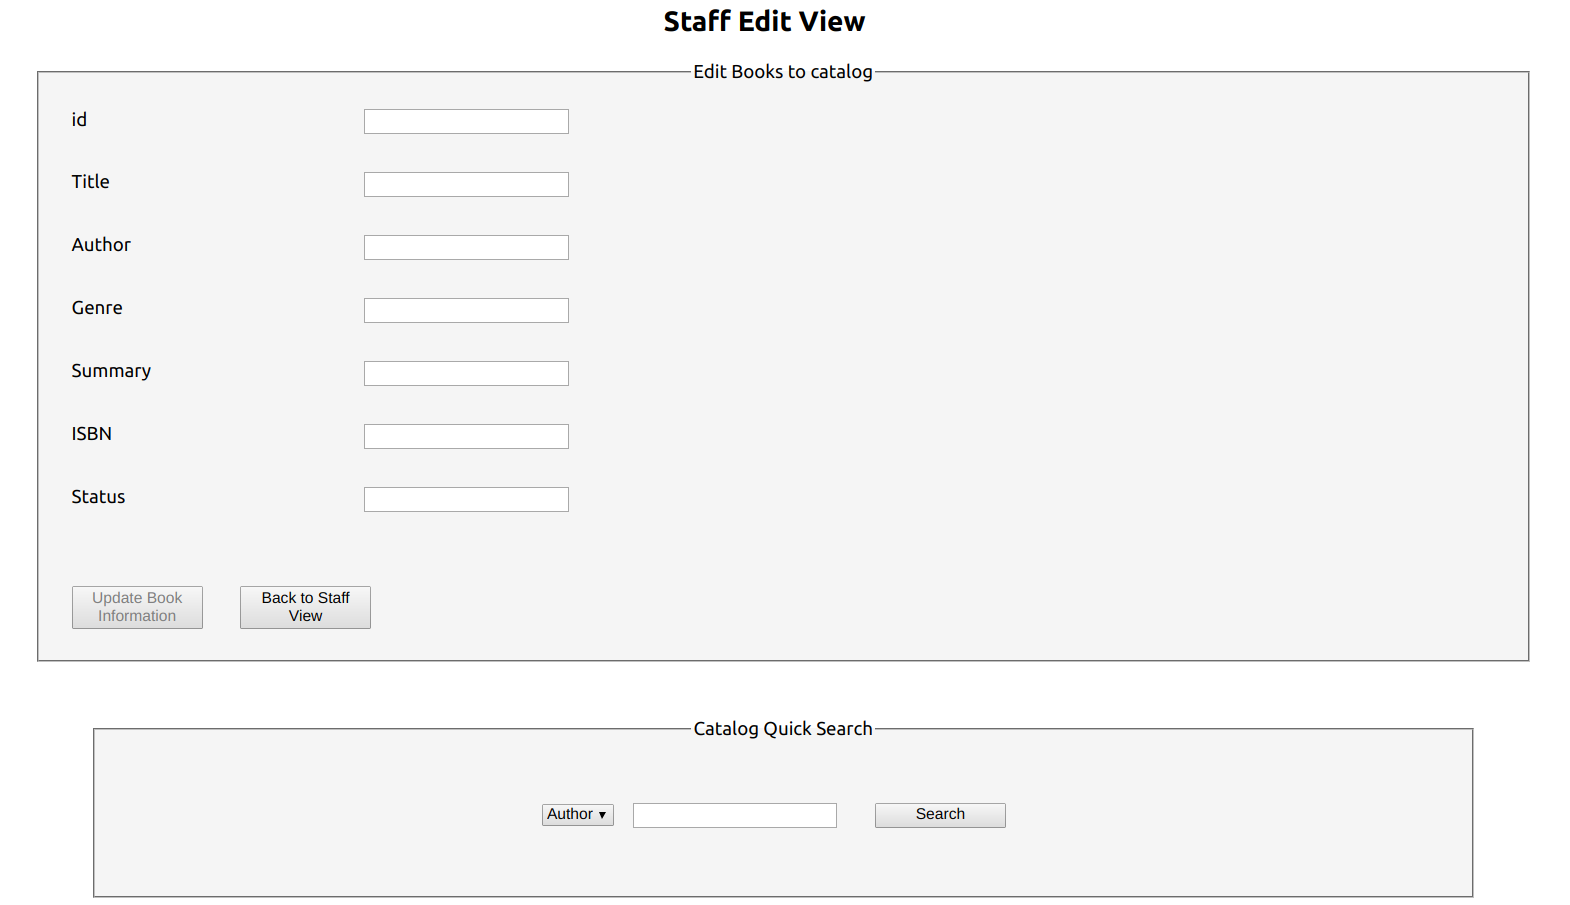 Staff Edit View
Edit Books to catalog
id
Title
Author
Genre
Summary
ISBN
Status
Update Book
Information
Back to Staff
View
Catalog Quick Search
Author ▼
Search